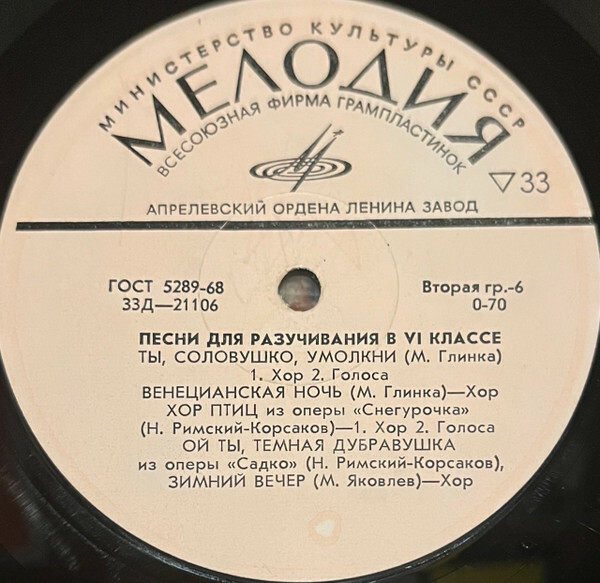 МИНИСТЕРСТВО КУЛЬТУРЫ СССР
МЕЛОДИЯ
ВСЕСОЮЗНАЯ ФИРМА ГРАМПЛАСТИНОК
▽33
АПРЕЛЕВСКИЙ ОРДЕНА ЛЕНИНА ЗАВОД
ГОСТ 5289-68
33Д—21106
Вторая гр.-6
0-70
ПЕСНИ ДЛЯ РАЗУЧИВАНИЯ В VI КЛАССЕ
ТЫ, СОЛОВУШКО, УМОЛКНИ (М. Глинка)
1. Хор 2. Голоса
ВЕНЕЦИАНСКАЯ НОЧЬ (М. Глинка)—Хор
ХОР ПТИЦ из оперы «Снегурочка»
(Н. Римский-Корсаков)—1. Хор 2. Голоса
ОЙ ТЫ, ТЕМНАЯ ДУБРАВУШКА
из оперы «Садко» (Н. Римский-Корсаков),
ЗИМНИЙ ВЕЧЕР (М. Яковлев)—Хор